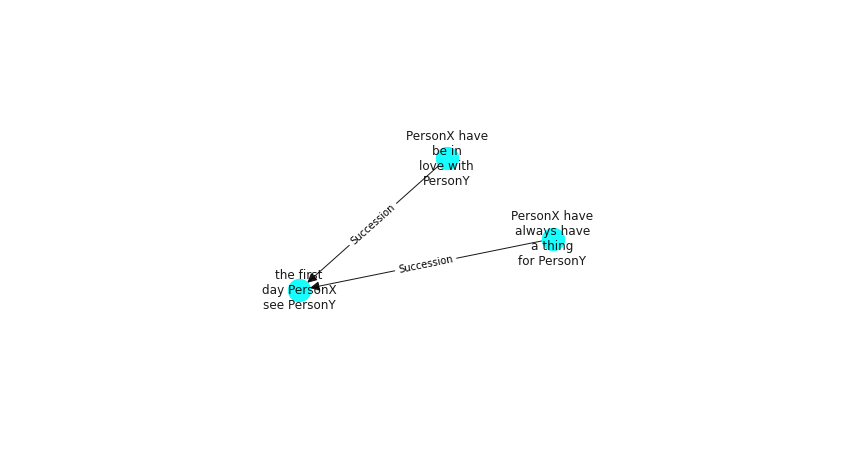 PersonX have
be in
love with
PersonY
PersonX have
always have
a thing
for PersonY
Succession
Succession
the first
day PersonX
see PersonY